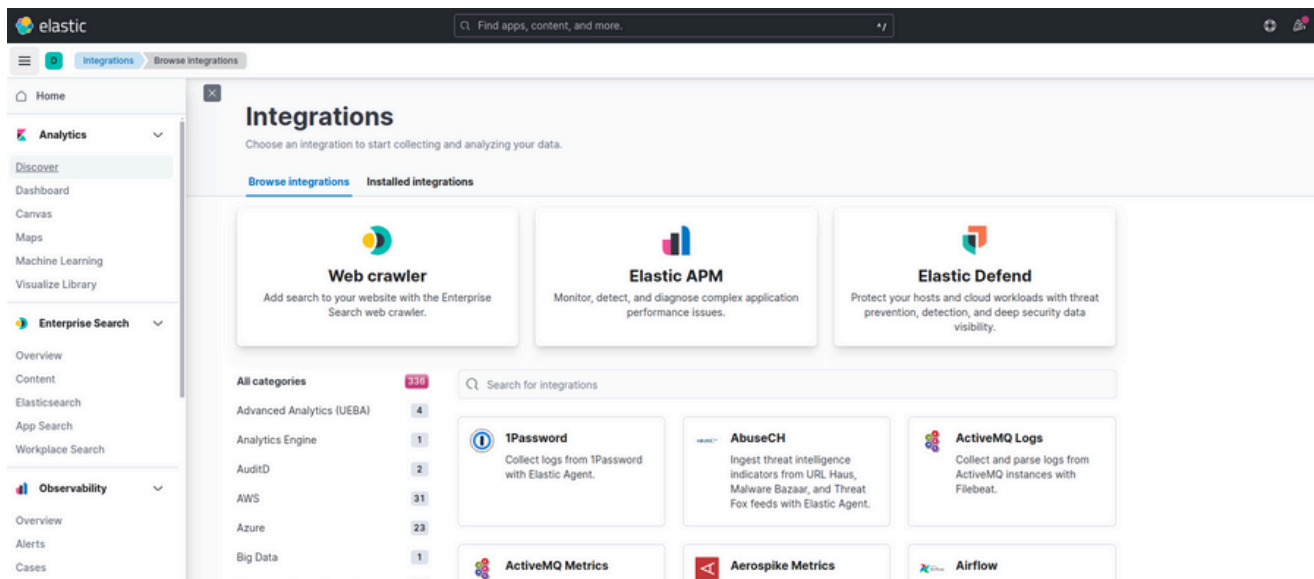 elastic
Find apps, content, and more.
^/
D
Integrations
Browse integrations
Home
Analytics
Discover
Dashboard
Canvas
Maps
Machine Learning
Visualize Library
Enterprise Search
Overview
Content
Elasticsearch
App Search
Workplace Search
Observability
Overview
Alerts
Cases
Integrations
Choose an integration to start collecting and analyzing your data.
Browse integrations
Installed integrations
Web crawler
Add search to your website with the Enterprise
Search web crawler.
Elastic APM
Monitor, detect, and diagnose complex application
performance issues.
Elastic Defend
Protect your hosts and cloud workloads with threat
prevention, detection, and deep security data
visibility.
All categories 336
Advanced Analytics (UEBA) 4
Analytics Engine 1
AuditD 2
AWS 31
Azure 23
Big Data 1
Search for integrations
1Password
Collect logs from 1Password
with Elastic Agent.
AbuseCH
Ingest threat intelligence
indicators from URL Haus,
Malware Bazaar, and Threat
Fox feeds with Elastic Agent.
ActiveMQ Logs
Collect and parse logs from
ActiveMQ instances with
Filebeat.
ActiveMQ Metrics
Aerospike Metrics
Airflow